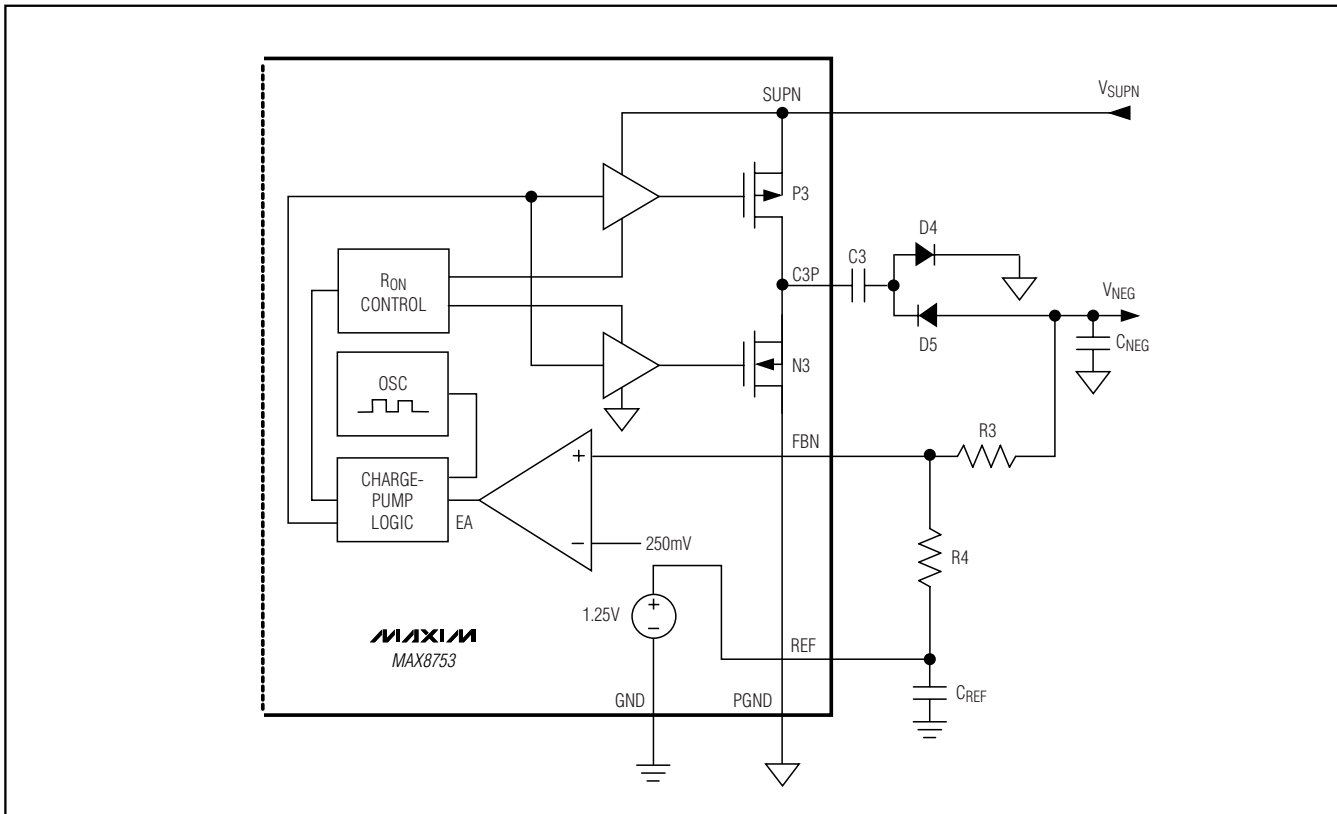 SUPN
VSUPN
P3
D4
C3
C3P
RON
CONTROL
VNEG
D5
CNEG
N3
OSC
R3
FBN
+
CHARGE-
PUMP
LOGIC
EA
−
250mV
R4
1.25V
+
−
MAXIM
MAX8753
REF
GND
PGND
CREF